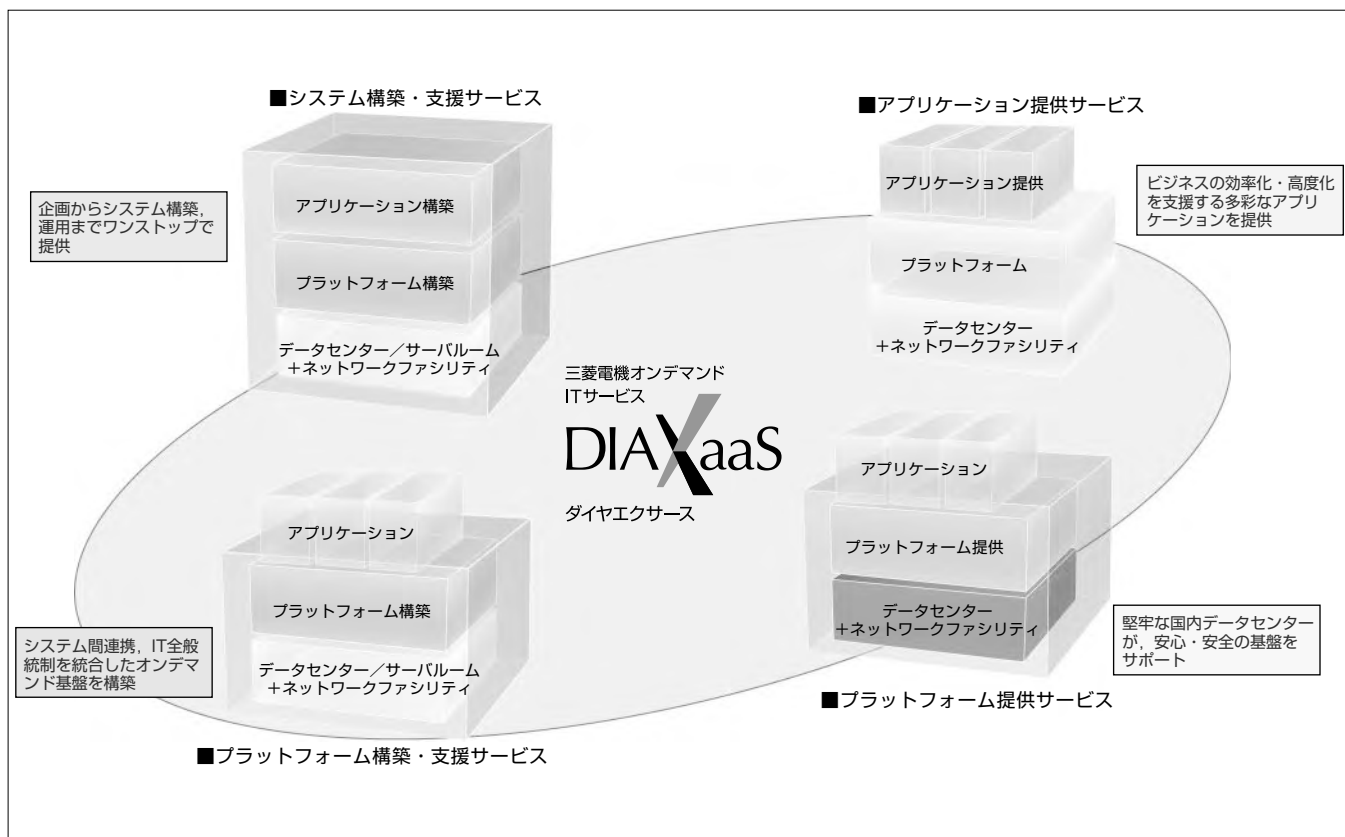 ■システム構築・支援サービス
企画からシステム構築,
運用までワンストップで
提供
アプリケーション構築
プラットフォーム構築
データセンター／サーバルーム
＋ネットワークファシリティ
■アプリケーション提供サービス
アプリケーション提供
プラットフォーム
データセンター
＋ネットワークファシリティ
ビジネスの効率化・高度化
を支援する多彩なアプリ
ケーションを提供
三菱電機オンデマンド
ITサービス
DIAXaaS
ダイヤエクサース
アプリケーション
プラットフォーム構築
データセンター／サーバルーム
＋ネットワークファシリティ
システム間連携, IT全般
統制を統合したオンデマ
ンド基盤を構築
■プラットフォーム構築・支援サービス
アプリケーション
プラットフォーム提供
データセンター
＋ネットワークファシリティ
堅牢な国内データセンター
が, 安心・安全の基盤を
サポート
■プラットフォーム提供サービス